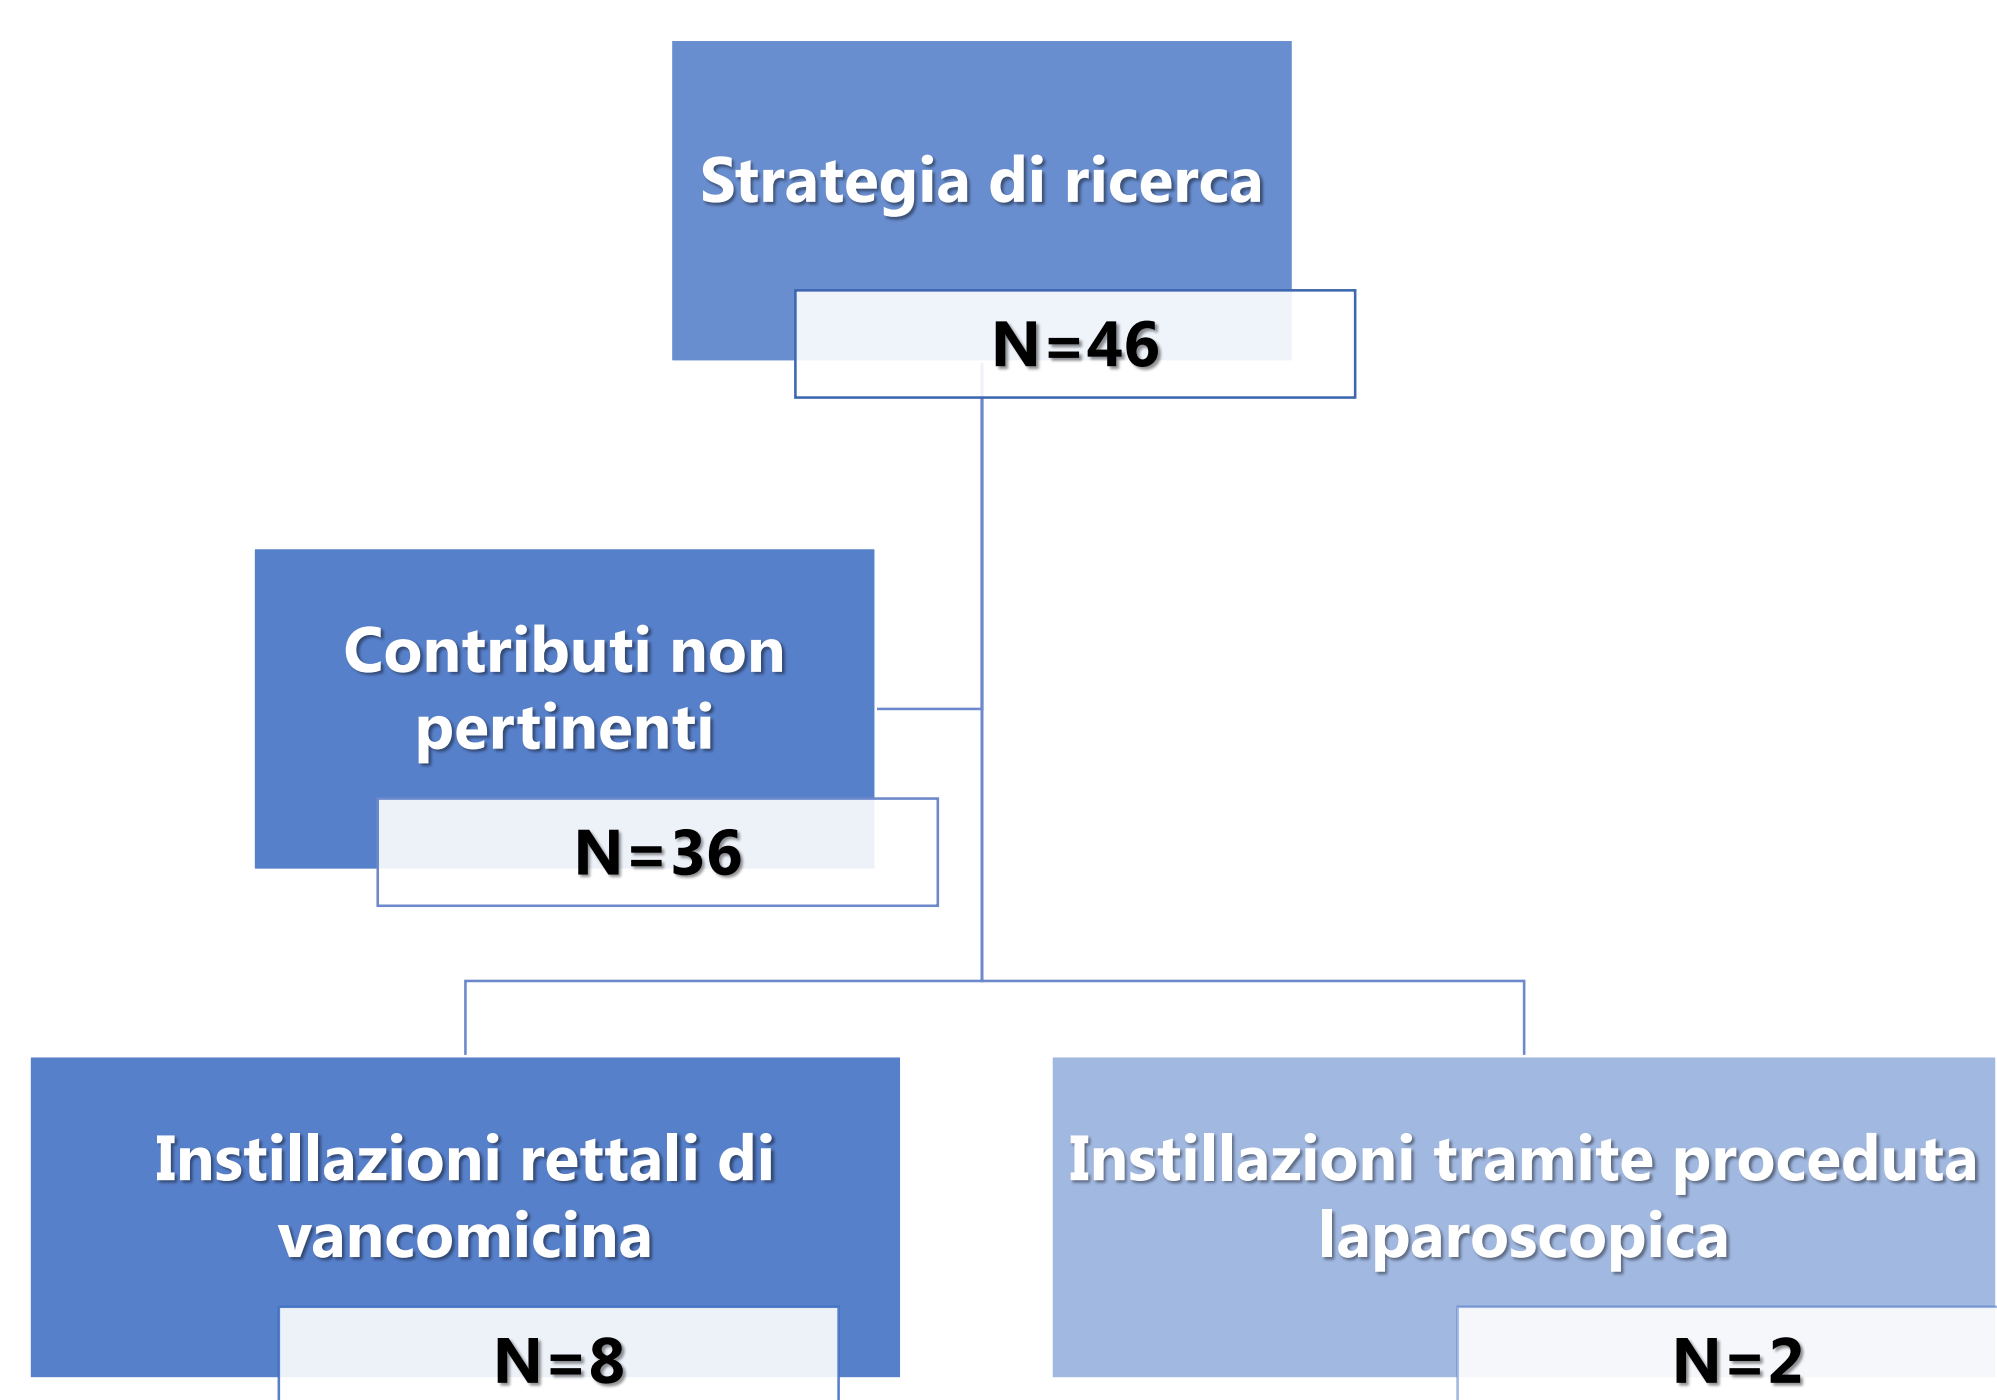 Strategia di ricerca
N=46
Contributi non
pertinenti
N=36
Instillazioni rettali di
vancomicina
N=8
Instillazioni tramite proceduta
laparoscopica
N=2